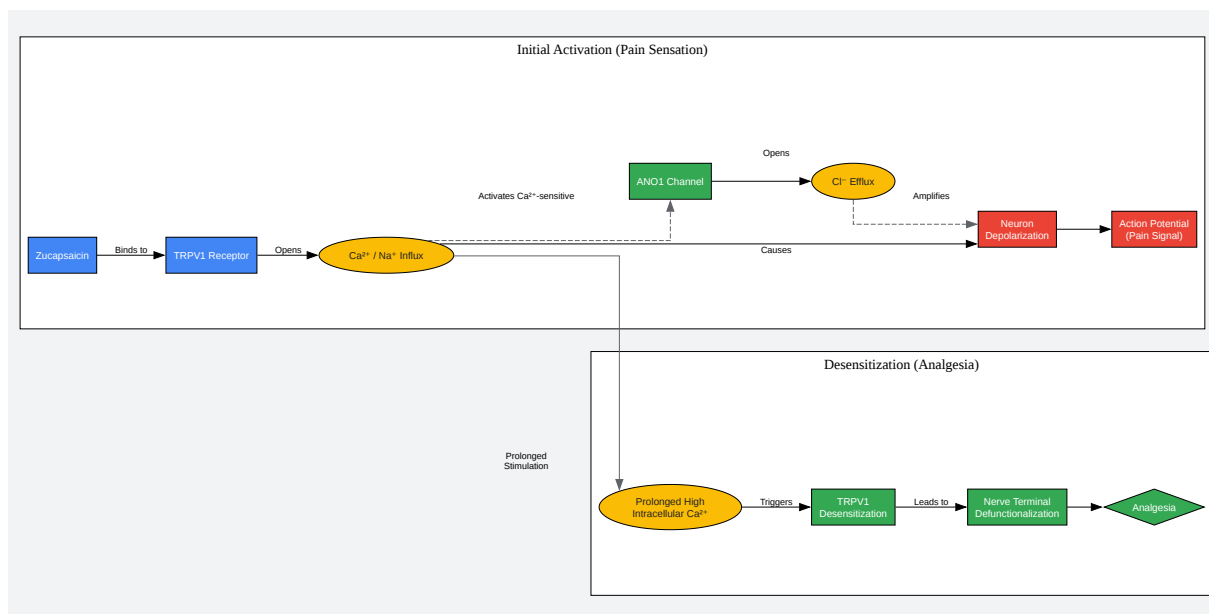 Initial Activation (Pain Sensation)
Opens
ANO1 Channel
Cl⁻ Efflux
Activates Ca²⁺-sensitive
Amplifies
Neuron
Depolarization
Action Potential
(Pain Signal)
Zucapsaicin
Binds to
TRPV1 Receptor
Opens
Ca²⁺ / Na⁺ Influx
Causes
Desensitization (Analgesia)
Prolonged
Stimulation
Prolonged High
Intracellular Ca²⁺
Triggers
TRPV1
Desensitization
Leads to
Nerve Terminal
Defunctionalization
Analgesia